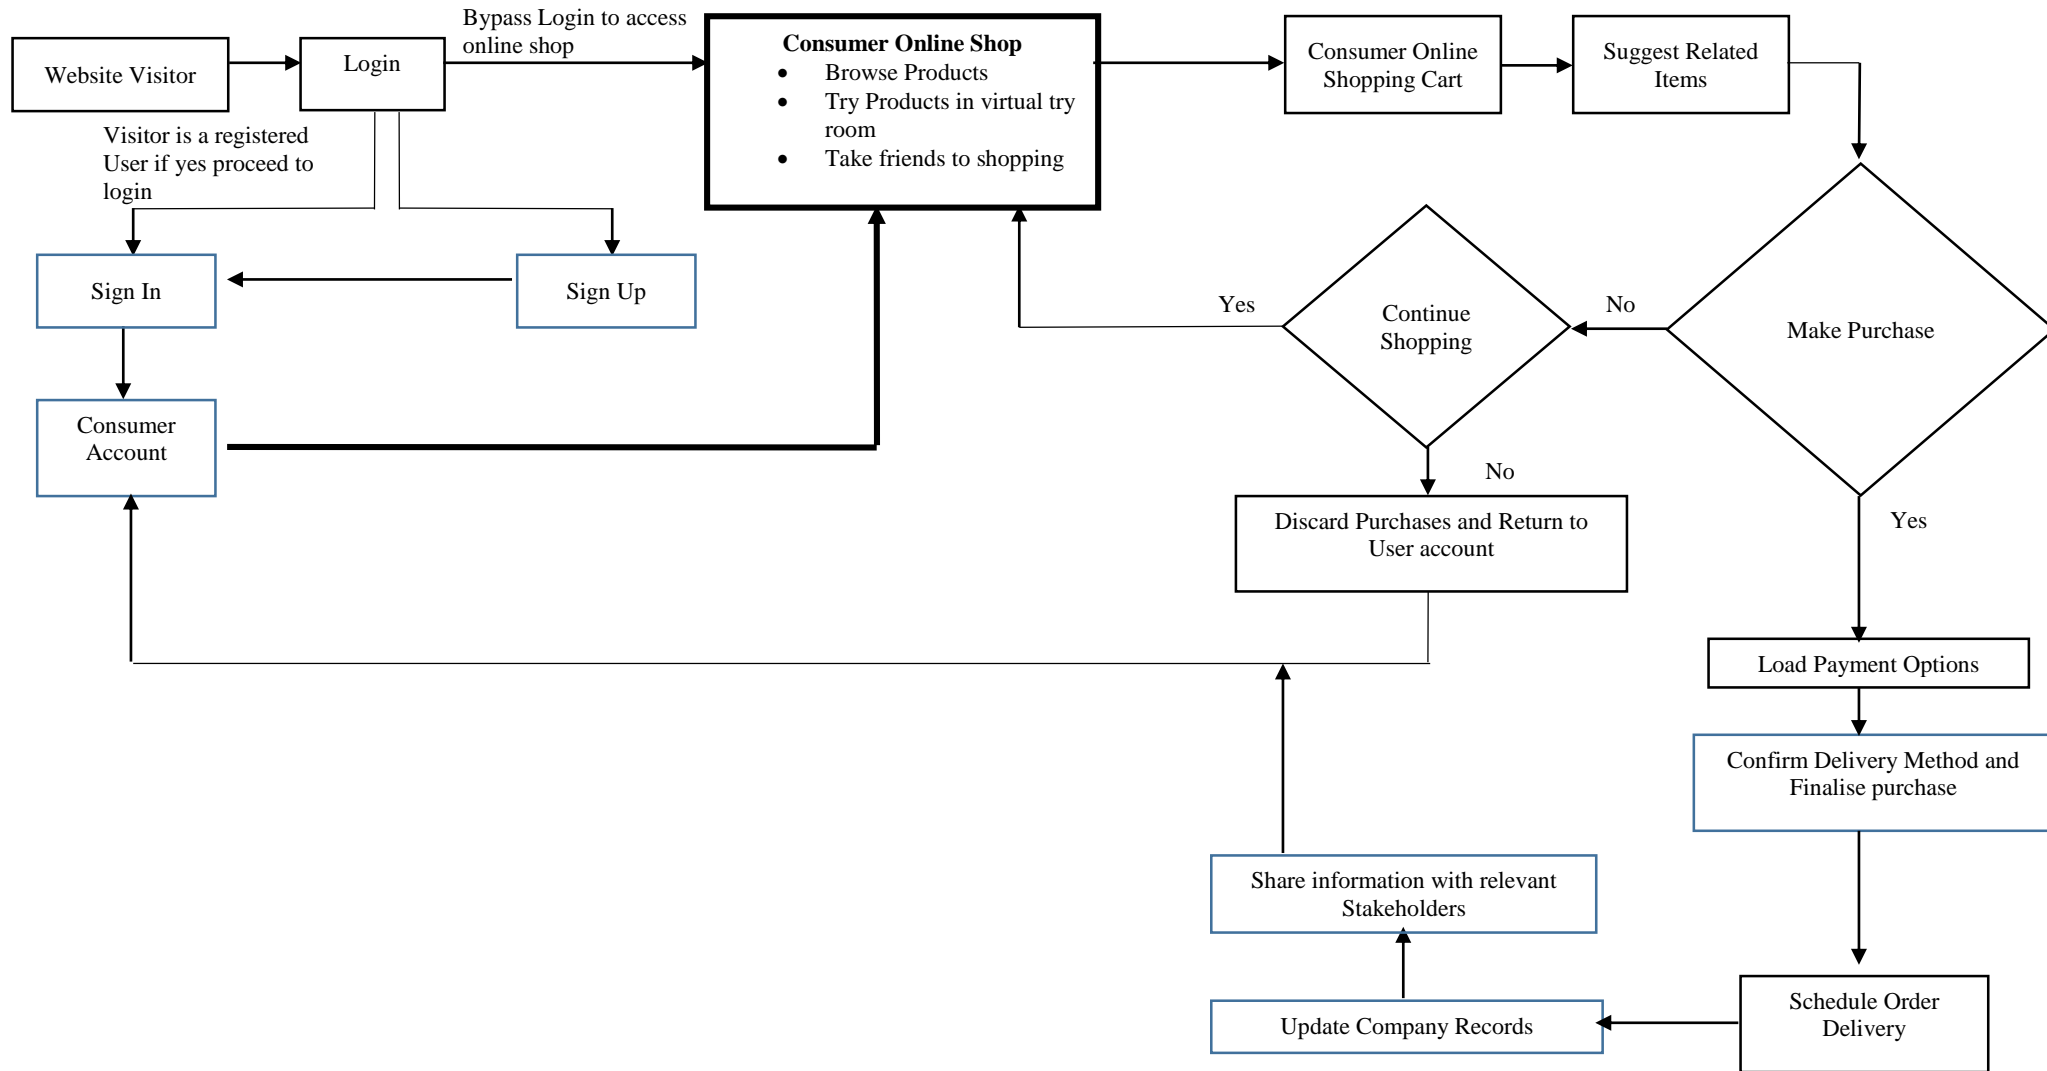 Bypass Login to access
online shop
Website Visitor
Login
Consumer Online Shop
• Browse Products
• Try Products in virtual try
room
• Take friends to shopping
Consumer Online
Shopping Cart
Suggest Related
Items
Visitor is a registered
User if yes proceed to
login
Sign In
Sign Up
Yes
Continue
Shopping
No
Make Purchase
Consumer
Account
No
Discard Purchases and Return to
User account
Yes
Load Payment Options
Confirm Delivery Method and
Finalise purchase
Share information with relevant
Stakeholders
Schedule Order
Delivery
Update Company Records